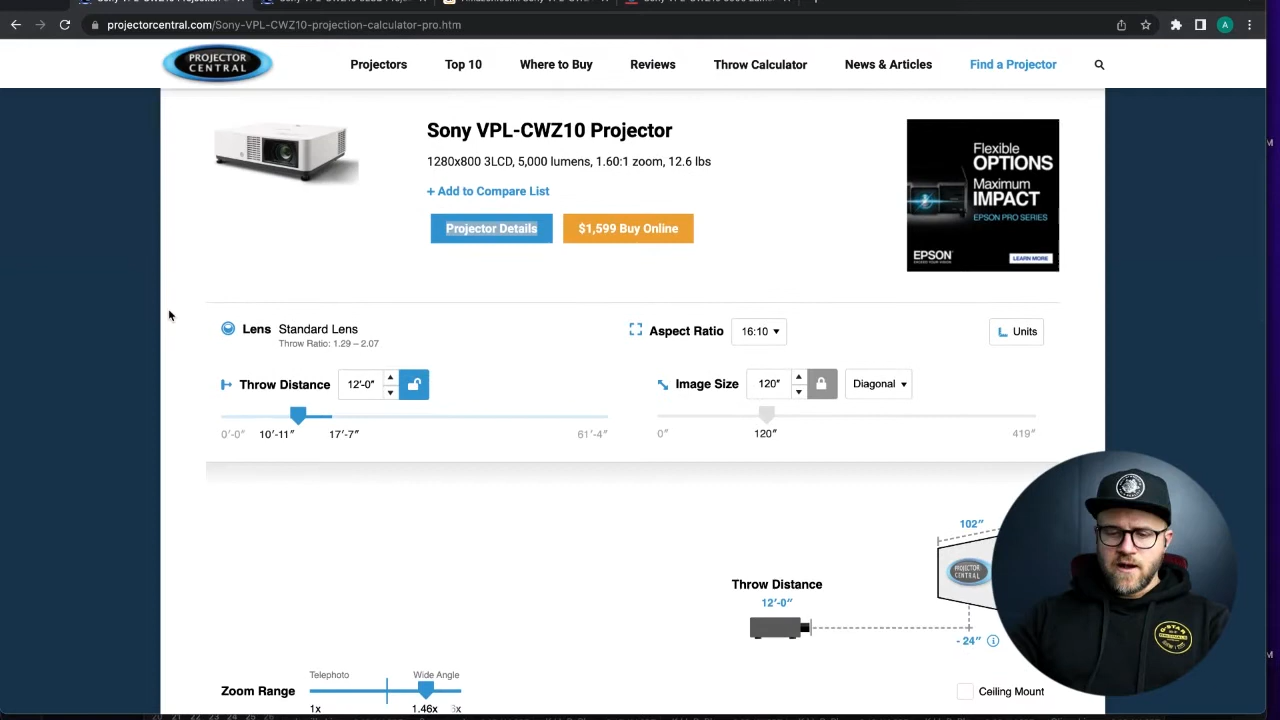 projectorcentral.com/Sony-VPL-CWZ10-projection-calculator-pro.htm
A
PROJECTOR
CENTRAL
Projectors
Top 10
Where to Buy
Reviews
Throw Calculator
News & Articles
Find a Projector
Sony VPL-CWZ10 Projector
1280x800 3LCD, 5,000 lumens, 1.60:1 zoom, 12.6 lbs
+ Add to Compare List
Projector Details
$1,599 Buy Online
Flexible
OPTIONS
Maximum
IMPACT
EPSON PRO SERIES
EPSON
LEARN MORE
Lens Standard Lens
Throw Ratio: 1.29 – 2.07
Aspect Ratio 16:10
Units
Throw Distance 12'-0"
Image Size 120" Diagonal
0'-0" 10'-11" 17'-7" 61'-4"
0" 120" 419"
102"
PROJECTOR
CENTRAL
Throw Distance
12'-0"
- 24"
Telephoto Wide Angle
Zoom Range
1x 1.46x
Ceiling Mount